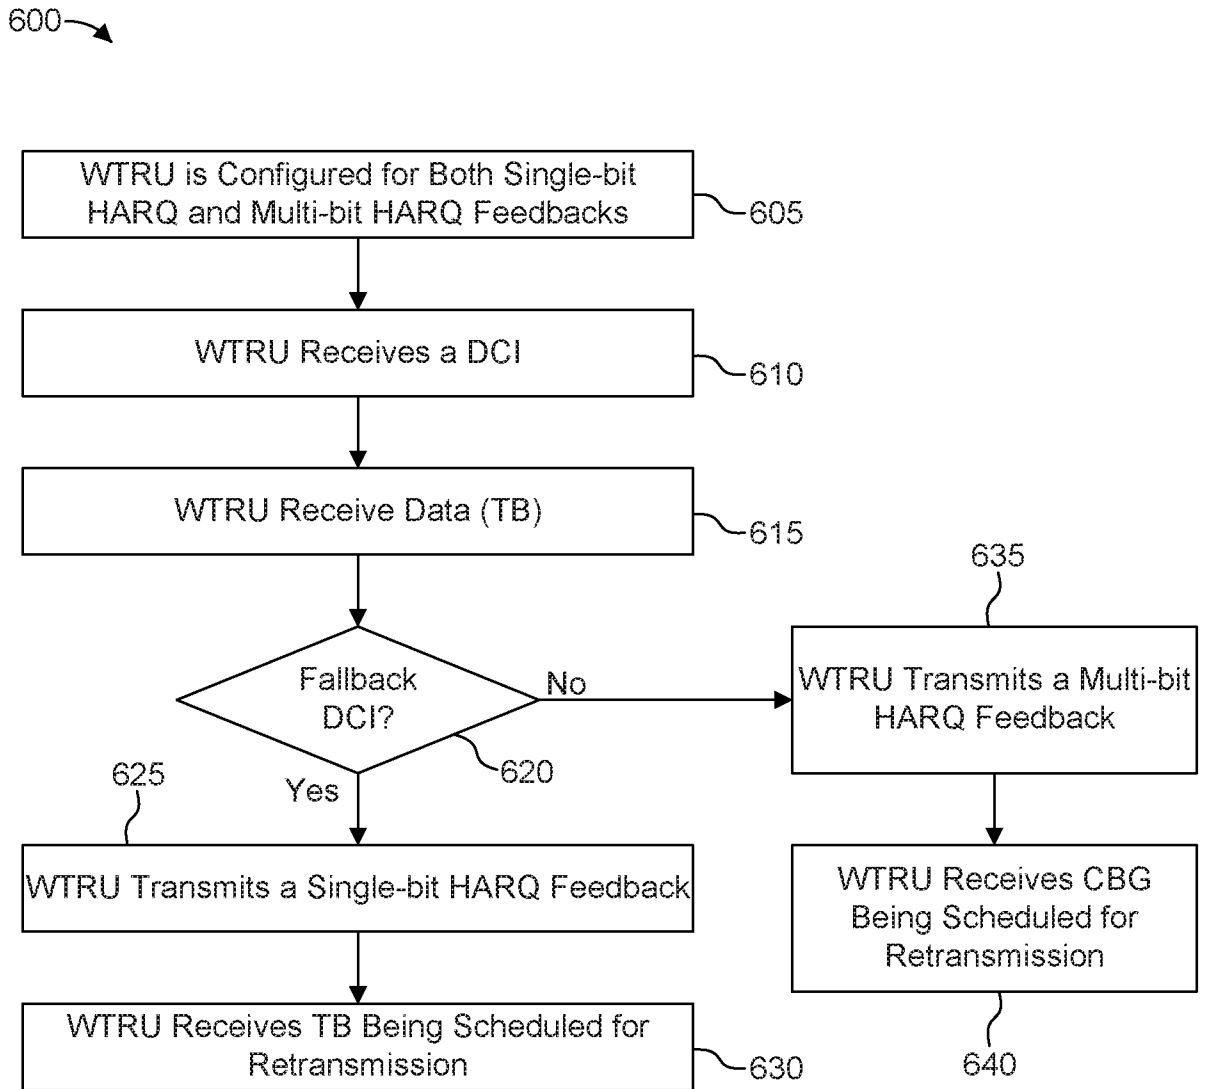 600
WTRU is Configured for Both Single-bit
HARQ and Multi-bit HARQ Feedbacks
605
WTRU Receives a DCI
610
WTRU Receive Data (TB)
615
Fallback
DCI?
620
No
Yes
635
WTRU Transmits a Multi-bit
HARQ Feedback
625
WTRU Transmits a Single-bit HARQ Feedback
WTRU Receives CBG
Being Scheduled for
Retransmission
640
WTRU Receives TB Being Scheduled for
Retransmission
630